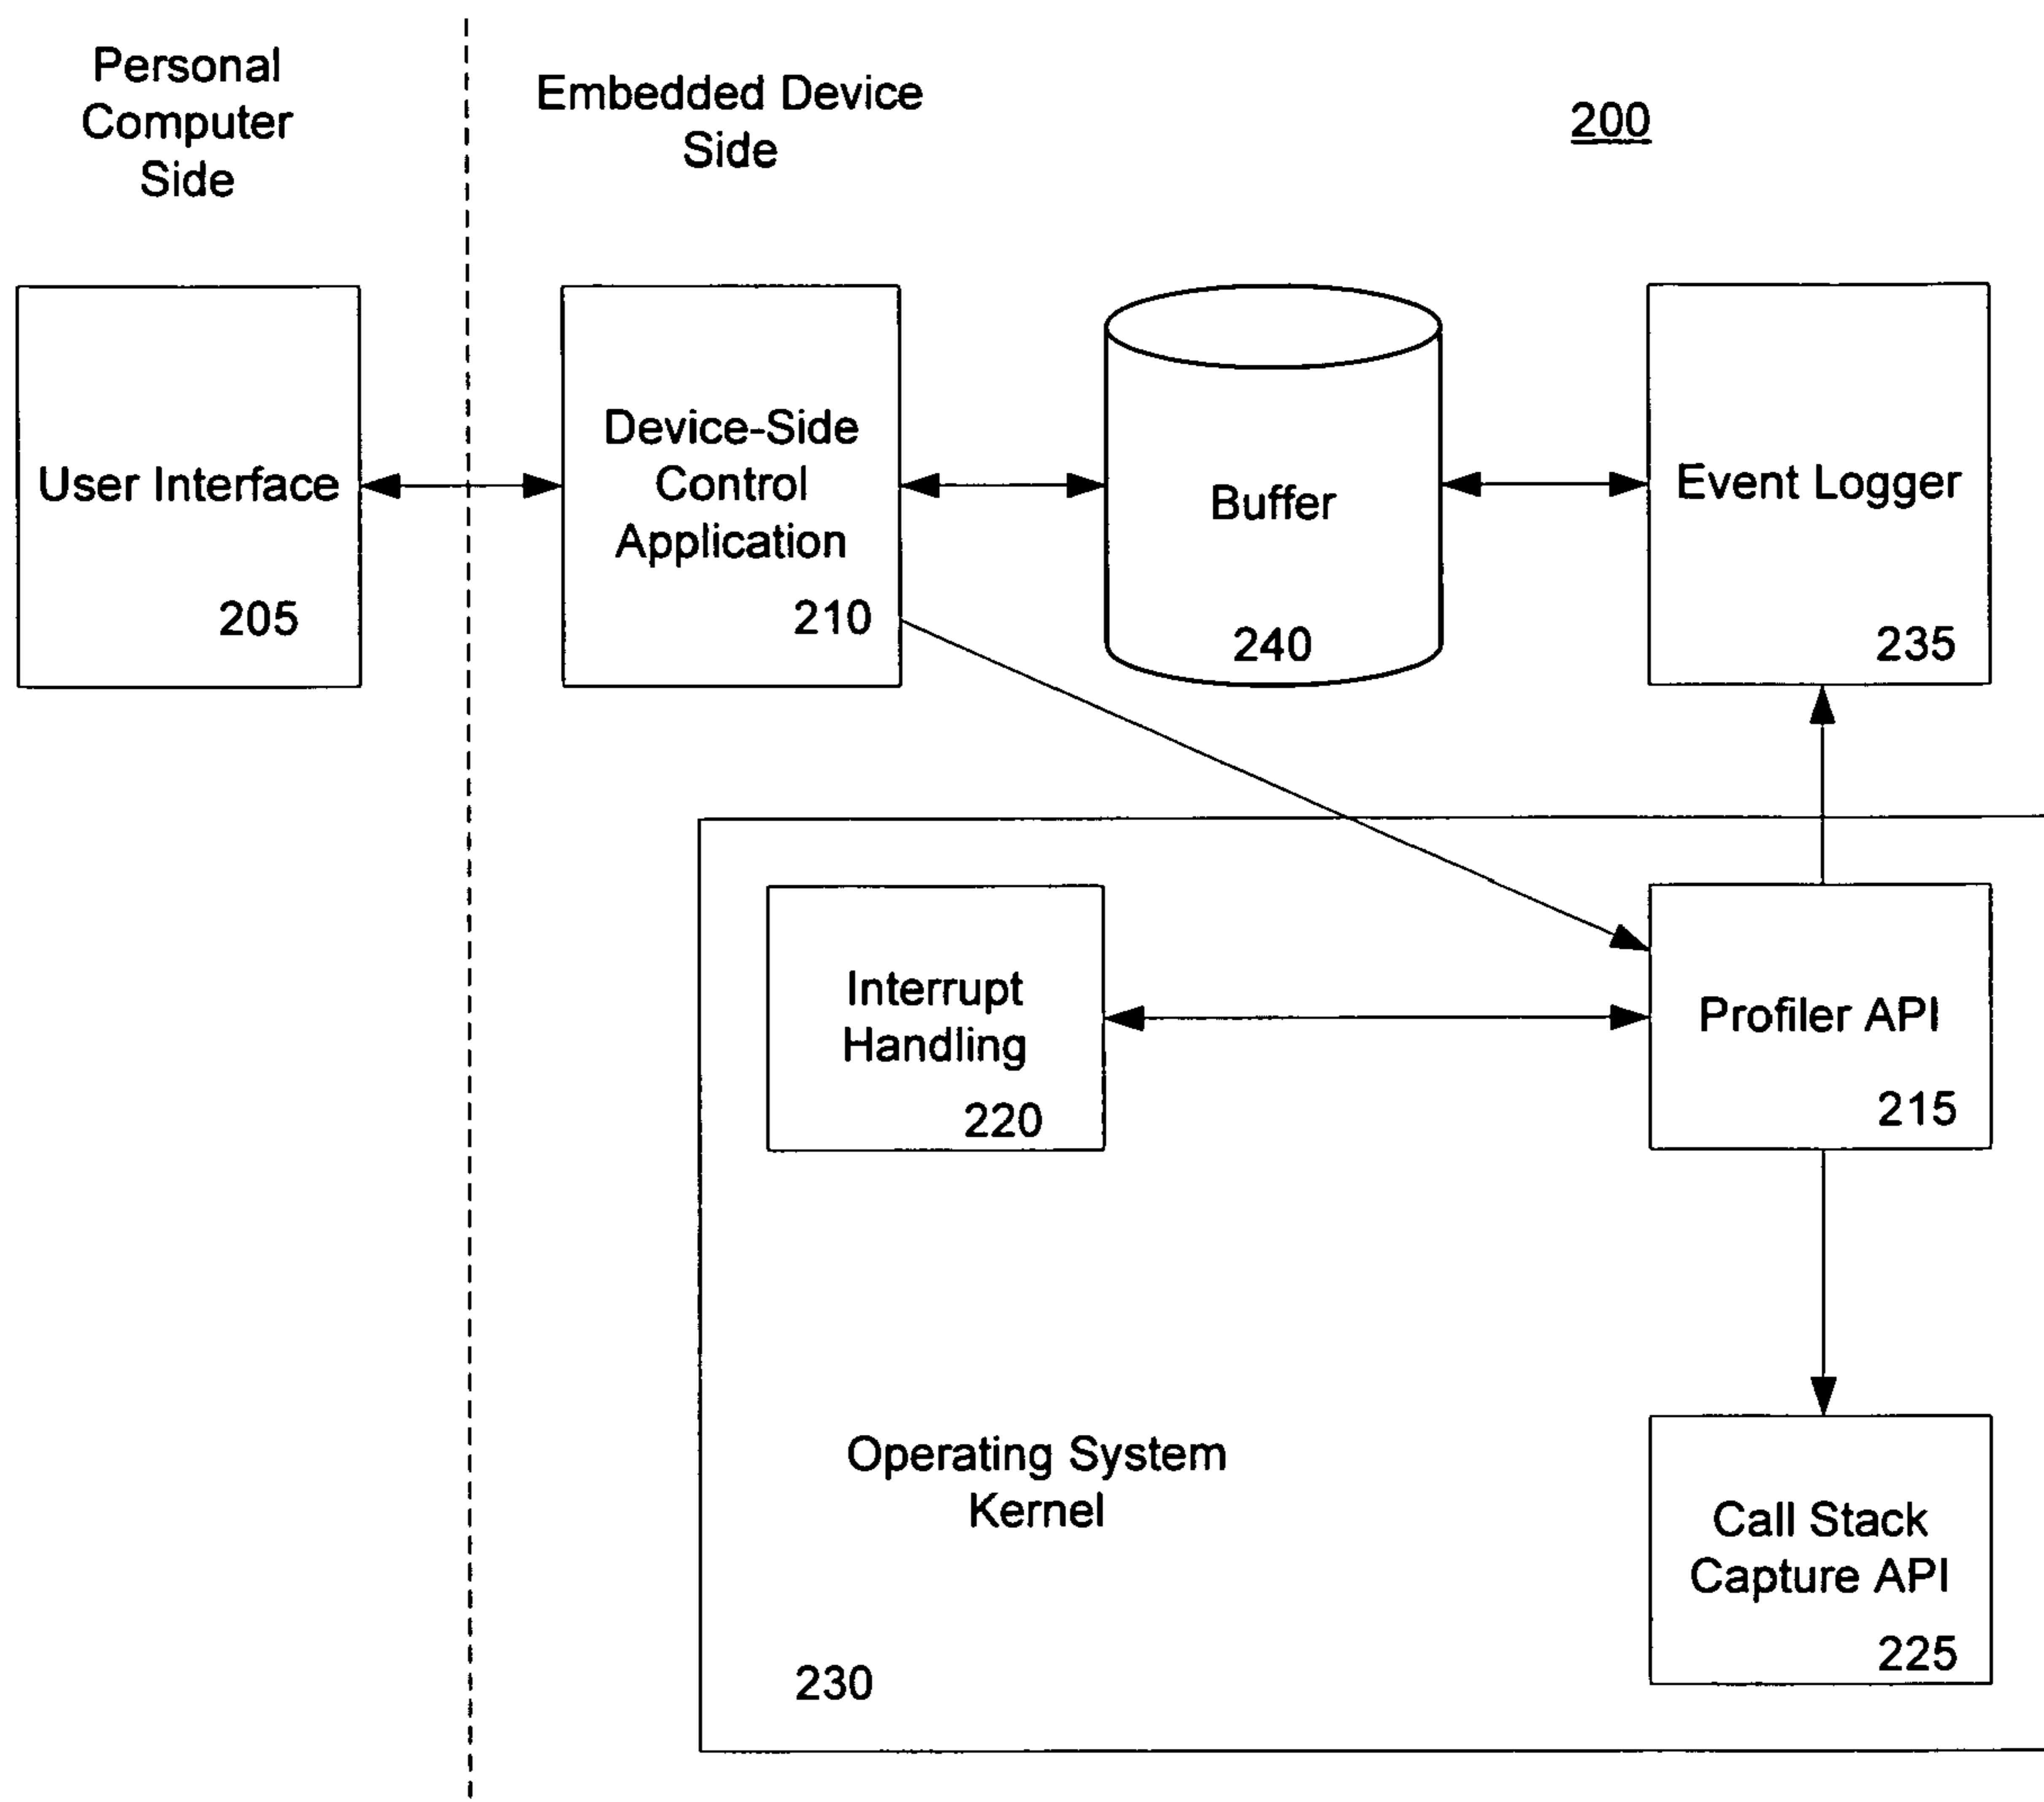 Personal
Computer
Side
Embedded Device
Side
200
User Interface
205
Device-Side
Control
Application
210
Buffer
240
Event Logger
235
Interrupt
Handling
220
Profiler API
215
Operating System
Kernel
230
Call Stack
Capture API
225